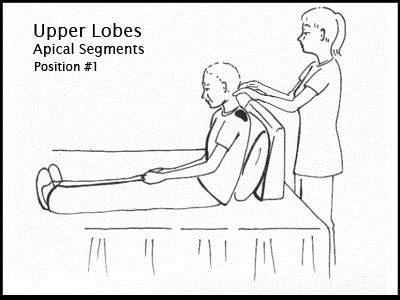 Upper Lobes
Apical Segments
Position #1